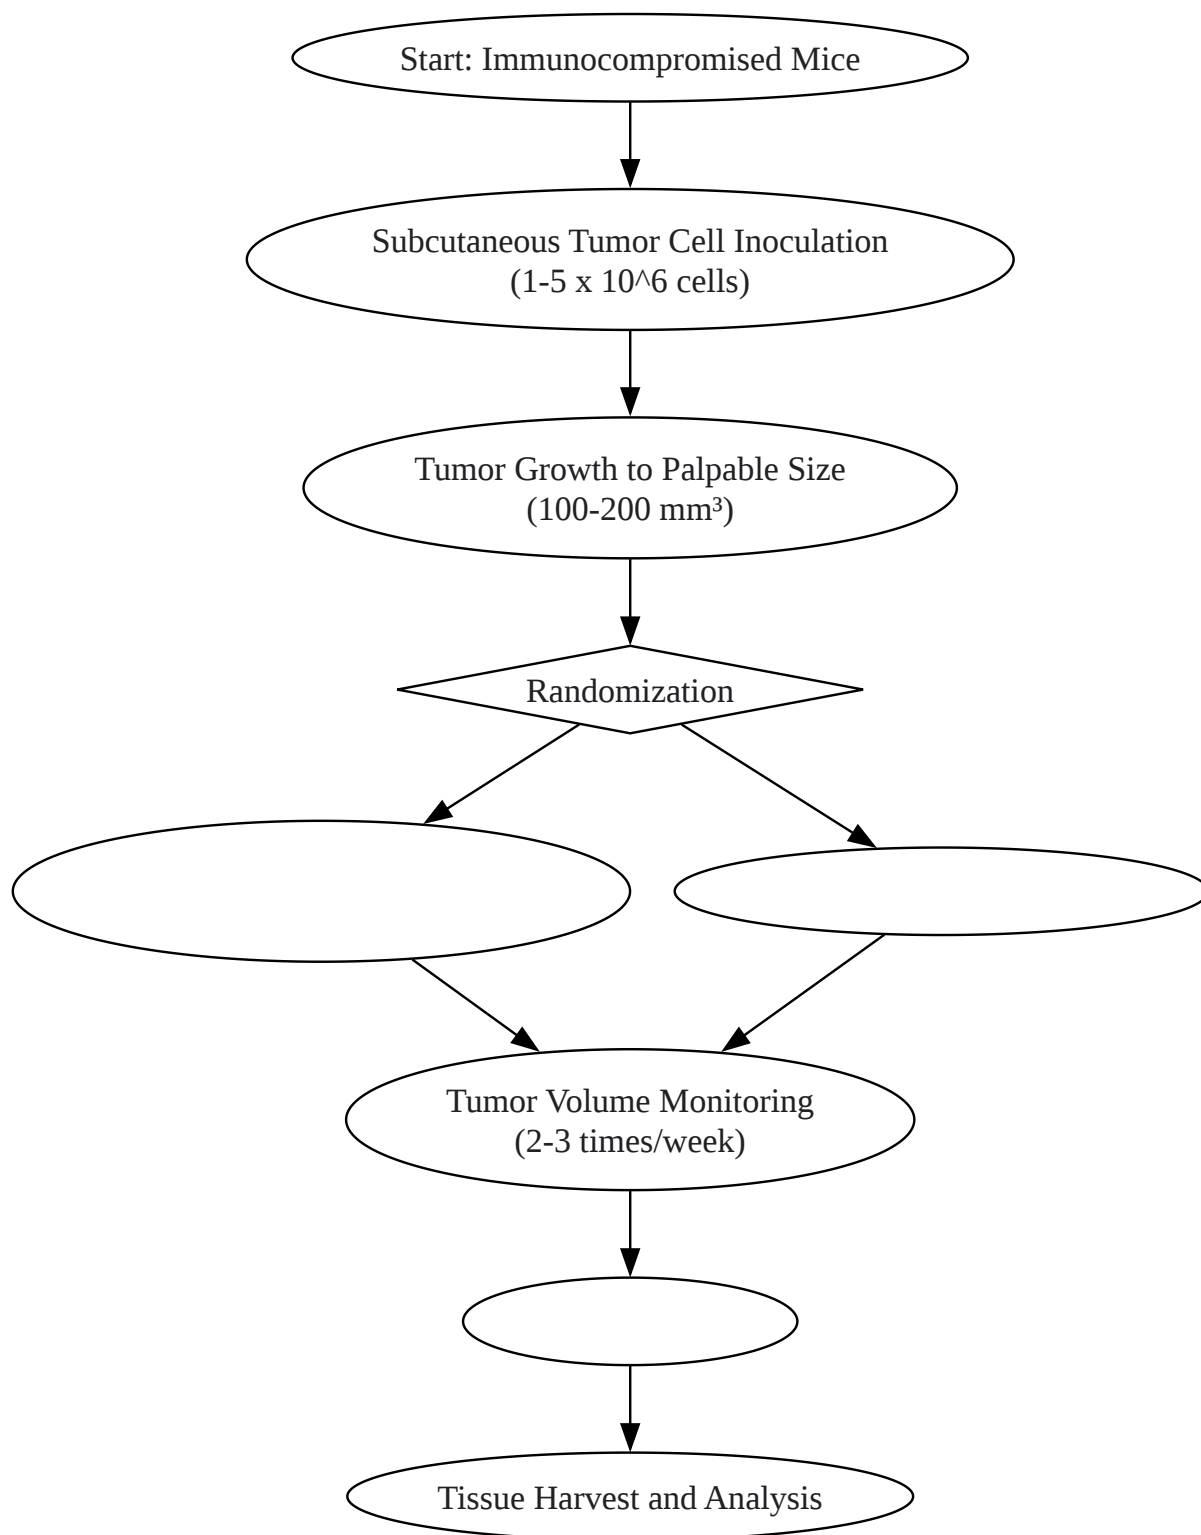 Start: Immunocompromised Mice
Subcutaneous Tumor Cell Inoculation
(1-5 x 10^6 cells)
Tumor Growth to Palpable Size
(100-200 mm³)
Randomization
Tumor Volume Monitoring
(2-3 times/week)
Tissue Harvest and Analysis